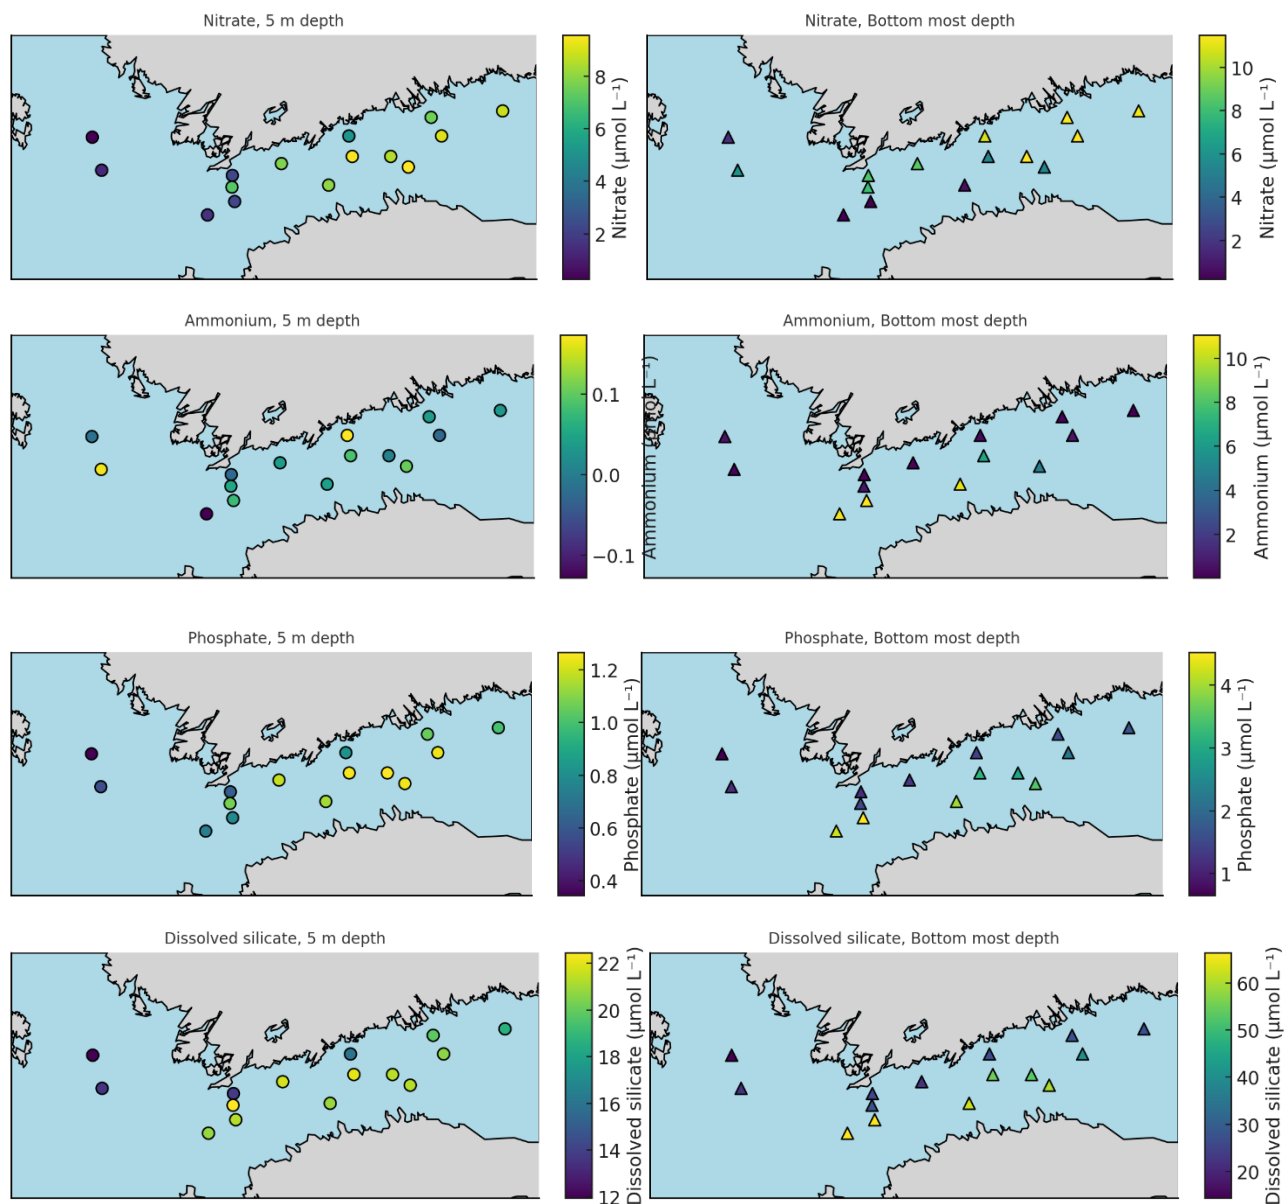 Nitrate, 5 m depth
8
6
4
2
Nitrate (μmol L⁻¹)
Nitrate, Bottom most depth
10
8
6
4
2
Nitrate (μmol L⁻¹)
Ammonium, 5 m depth
0.1
0.0
−0.1
Ammonium (μmol L⁻¹)
Ammonium, Bottom most depth
10
8
6
4
2
Ammonium (μmol L⁻¹)
Phosphate, 5 m depth
1.2
1.0
0.8
0.6
0.4
Phosphate (μmol L⁻¹)
Phosphate, Bottom most depth
4
3
2
1
Phosphate (μmol L⁻¹)
Dissolved silicate, 5 m depth
22
20
18
16
14
12
Dissolved silicate (μmol L⁻¹)
Dissolved silicate, Bottom most depth
60
50
40
30
20
Dissolved silicate (μmol L⁻¹)